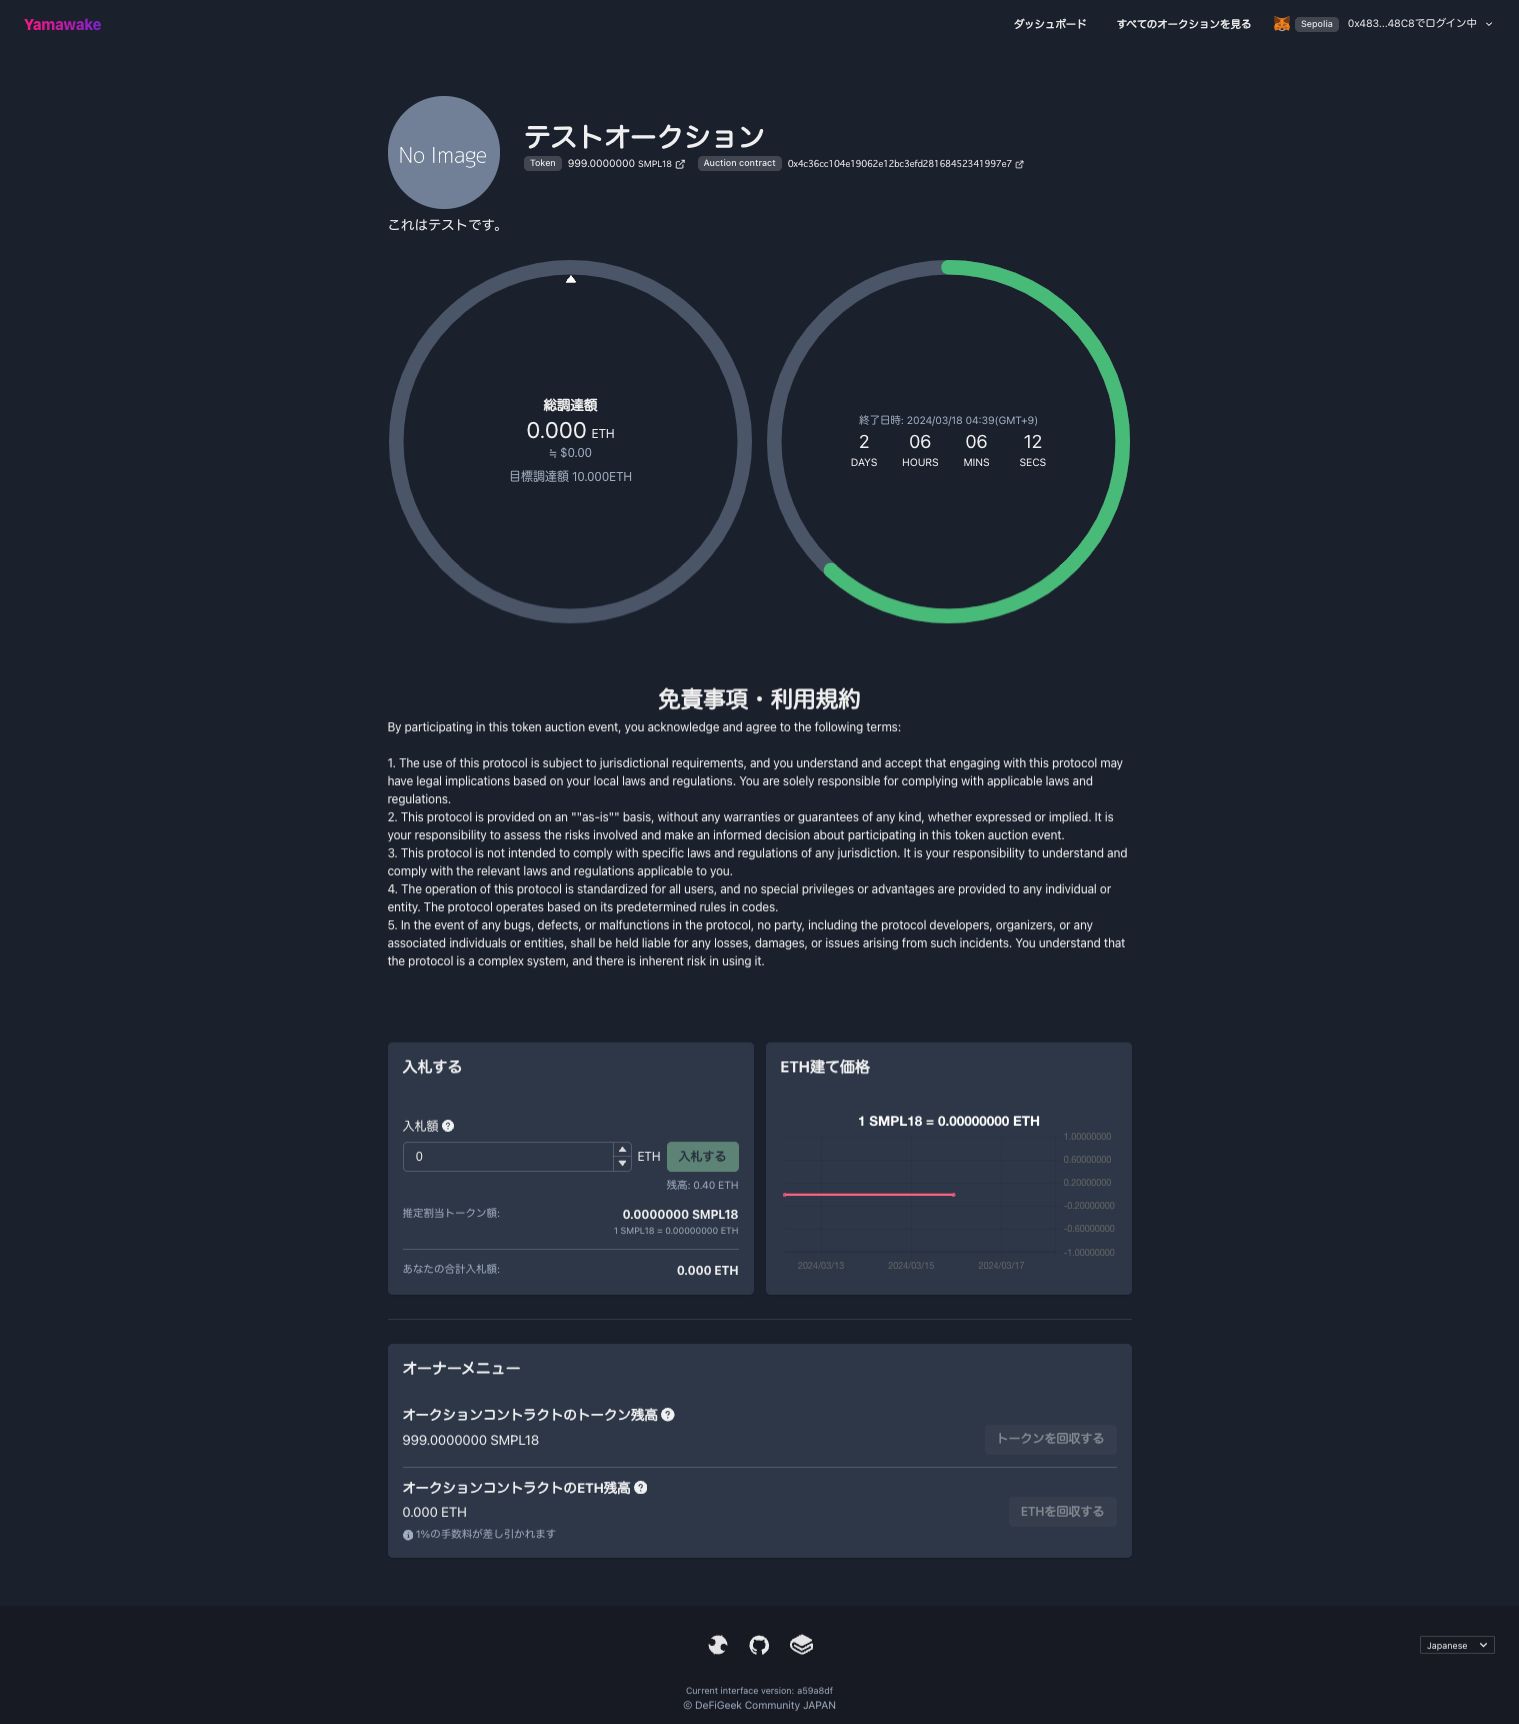 Yamawake
ダッシュボード
すべてのオークションを見る
Sepolia
0x483...48C8でログイン中
No Image
テストオークション
Token 999.0000000 SMPL18 Auction contract 0x4c36cc104e19062e12bc3efd28168452341997e7
これはテストです。
総調達額
0.000 ETH
≒ $0.00
目標調達額 10.000ETH
終了日時: 2024/03/18 04:39(GMT+9)
2 06 06 12
DAYS HOURS MINS SECS
免責事項・利用規約
By participating in this token auction event, you acknowledge and agree to the following terms:
1. The use of this protocol is subject to jurisdictional requirements, and you understand and accept that engaging with this protocol may
have legal implications based on your local laws and regulations. You are solely responsible for complying with applicable laws and
regulations.
2. This protocol is provided on an ""as-is"" basis, without any warranties or guarantees of any kind, whether expressed or implied. It is
your responsibility to assess the risks involved and make an informed decision about participating in this token auction event.
3. This protocol is not intended to comply with specific laws and regulations of any jurisdiction. It is your responsibility to understand and
comply with the relevant laws and regulations applicable to you.
4. The operation of this protocol is standardized for all users, and no special privileges or advantages are provided to any individual or
entity. The protocol operates based on its predetermined rules in codes.
5. In the event of any bugs, defects, or malfunctions in the protocol, no party, including the protocol developers, organizers, or any
associated individuals or entities, shall be held liable for any losses, damages, or issues arising from such incidents. You understand that
the protocol is a complex system, and there is inherent risk in using it.
入札する
入札額
0 ETH 入札する
残高: 0.40 ETH
推定割当トークン額: 0.0000000 SMPL18
1 SMPL18 = 0.00000000 ETH
あなたの合計入札額: 0.000 ETH
ETH建て価格
1 SMPL18 = 0.00000000 ETH
1.00000000
0.60000000
0.20000000
-0.20000000
-0.60000000
-1.00000000
2024/03/13 2024/03/15 2024/03/17
オーナーメニュー
オークションコントラクトのトークン残高
999.0000000 SMPL18
トークンを回収する
オークションコントラクトのETH残高
0.000 ETH
ETHを回収する
1%の手数料が差し引かれます
Japanese
Current interface version: a59a8df
© DeFiGeek Community JAPAN